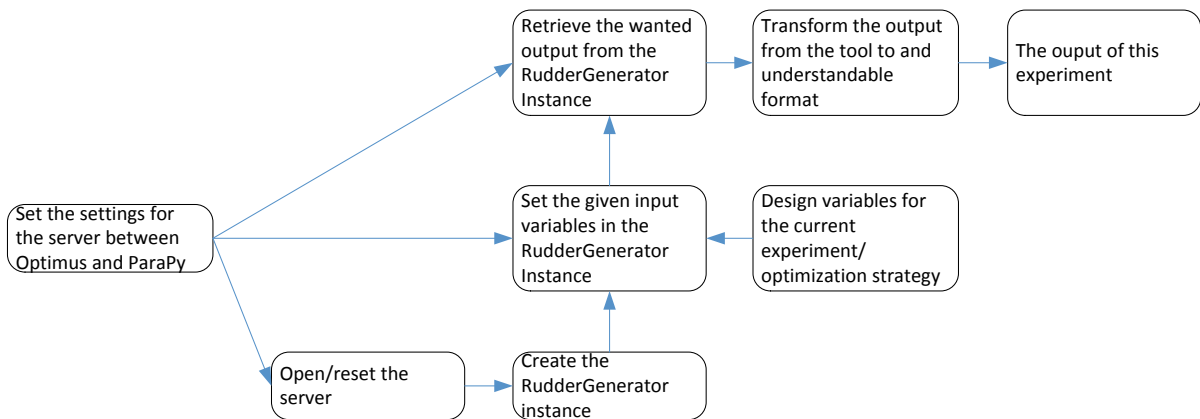 Retrieve the wanted
output from the
RudderGenerator
Instance
Transform the output
from the tool to and
understandable
format
The ouput of this
experiment
Set the settings for
the server between
Optimus and ParaPy
Set the given input
variables in the
RudderGenerator
Instance
Design variables for
the current
experiment/
optimization strategy
Open/reset the
server
Create the
RudderGenerator
instance